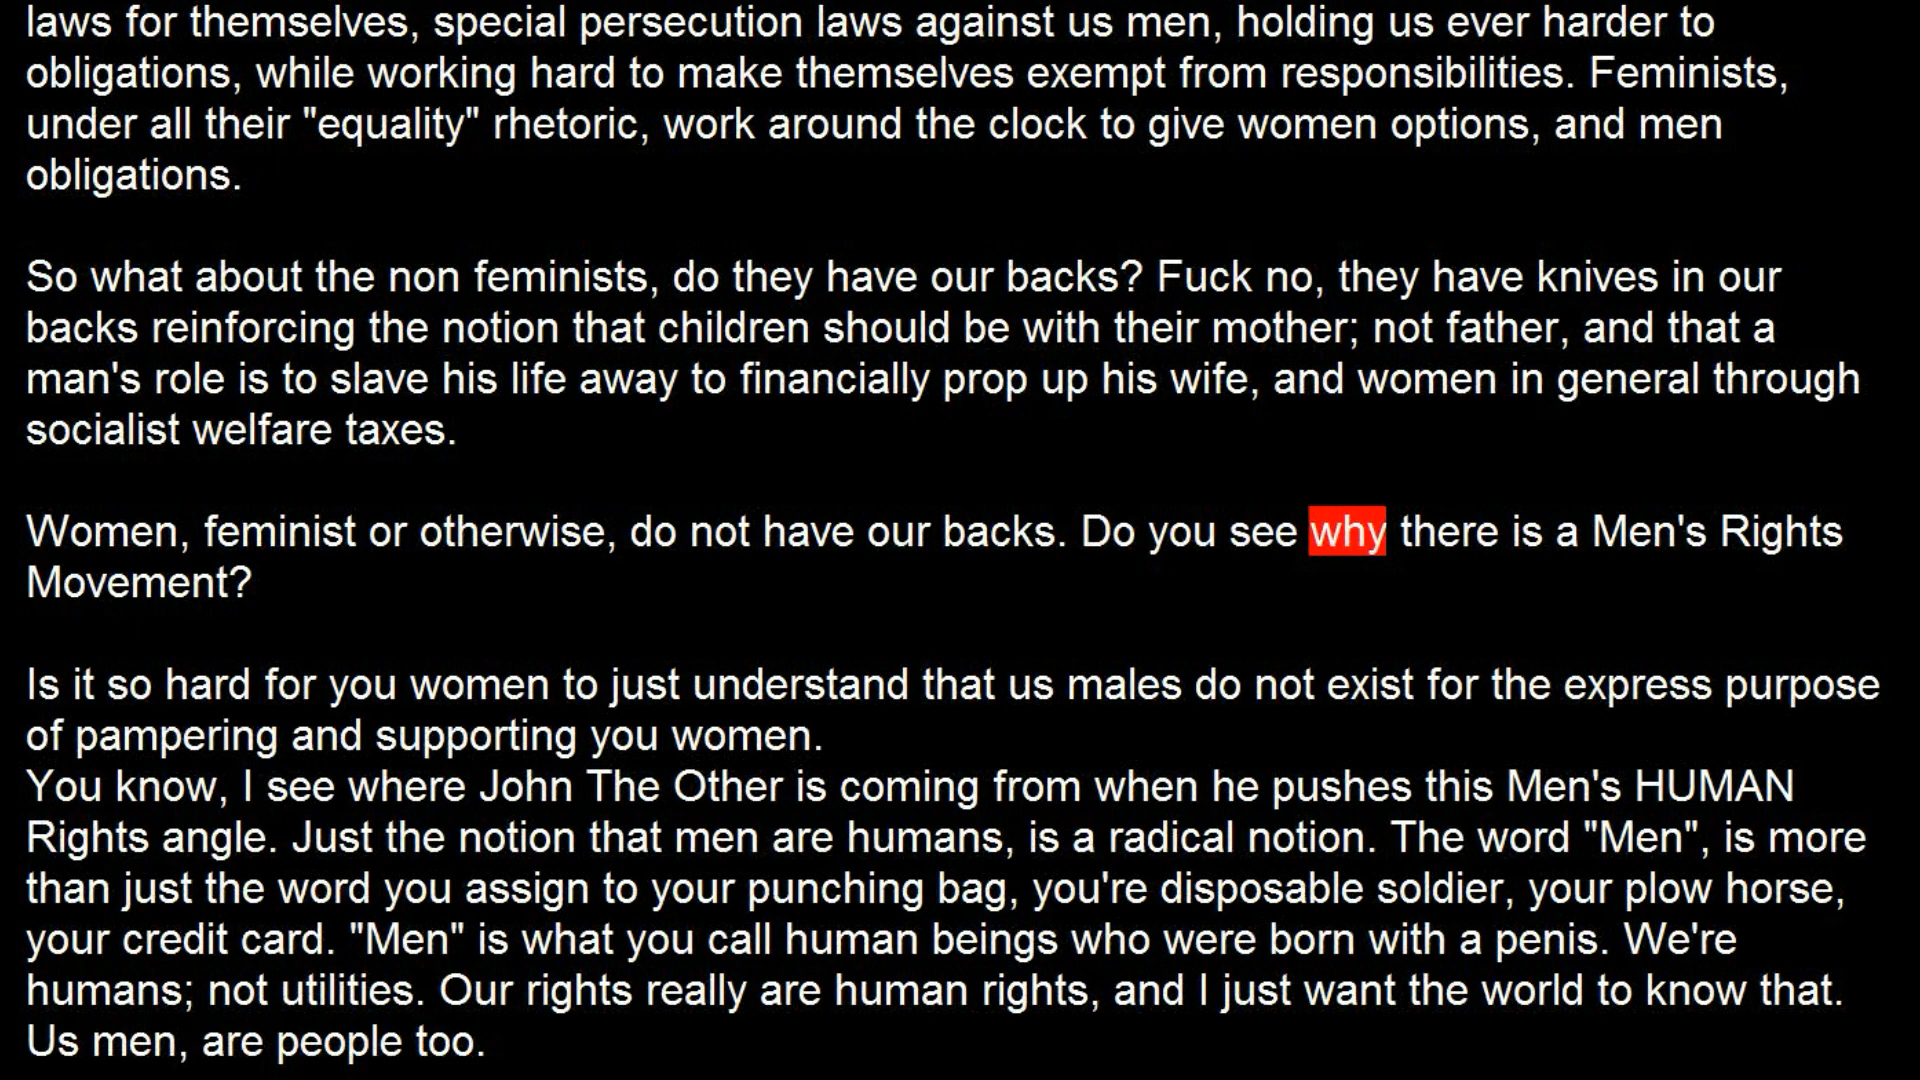 laws for themselves, special persecution laws against us men, holding us ever harder to
obligations, while working hard to make themselves exempt from responsibilities. Feminists,
under all their "equality" rhetoric, work around the clock to give women options, and men
obligations.
So what about the non feminists, do they have our backs? Fuck no, they have knives in our
backs reinforcing the notion that children should be with their mother; not father, and that a
man's role is to slave his life away to financially prop up his wife, and women in general through
socialist welfare taxes.
Women, feminist or otherwise, do not have our backs. Do you see why there is a Men's Rights
Movement?
Is it so hard for you women to just understand that us males do not exist for the express purpose
of pampering and supporting you women.
You know, I see where John The Other is coming from when he pushes this Men's HUMAN
Rights angle. Just the notion that men are humans, is a radical notion. The word "Men", is more
than just the word you assign to your punching bag, you're disposable soldier, your plow horse,
your credit card. "Men" is what you call human beings who were born with a penis. We're
humans; not utilities. Our rights really are human rights, and I just want the world to know that.
Us men, are people too.